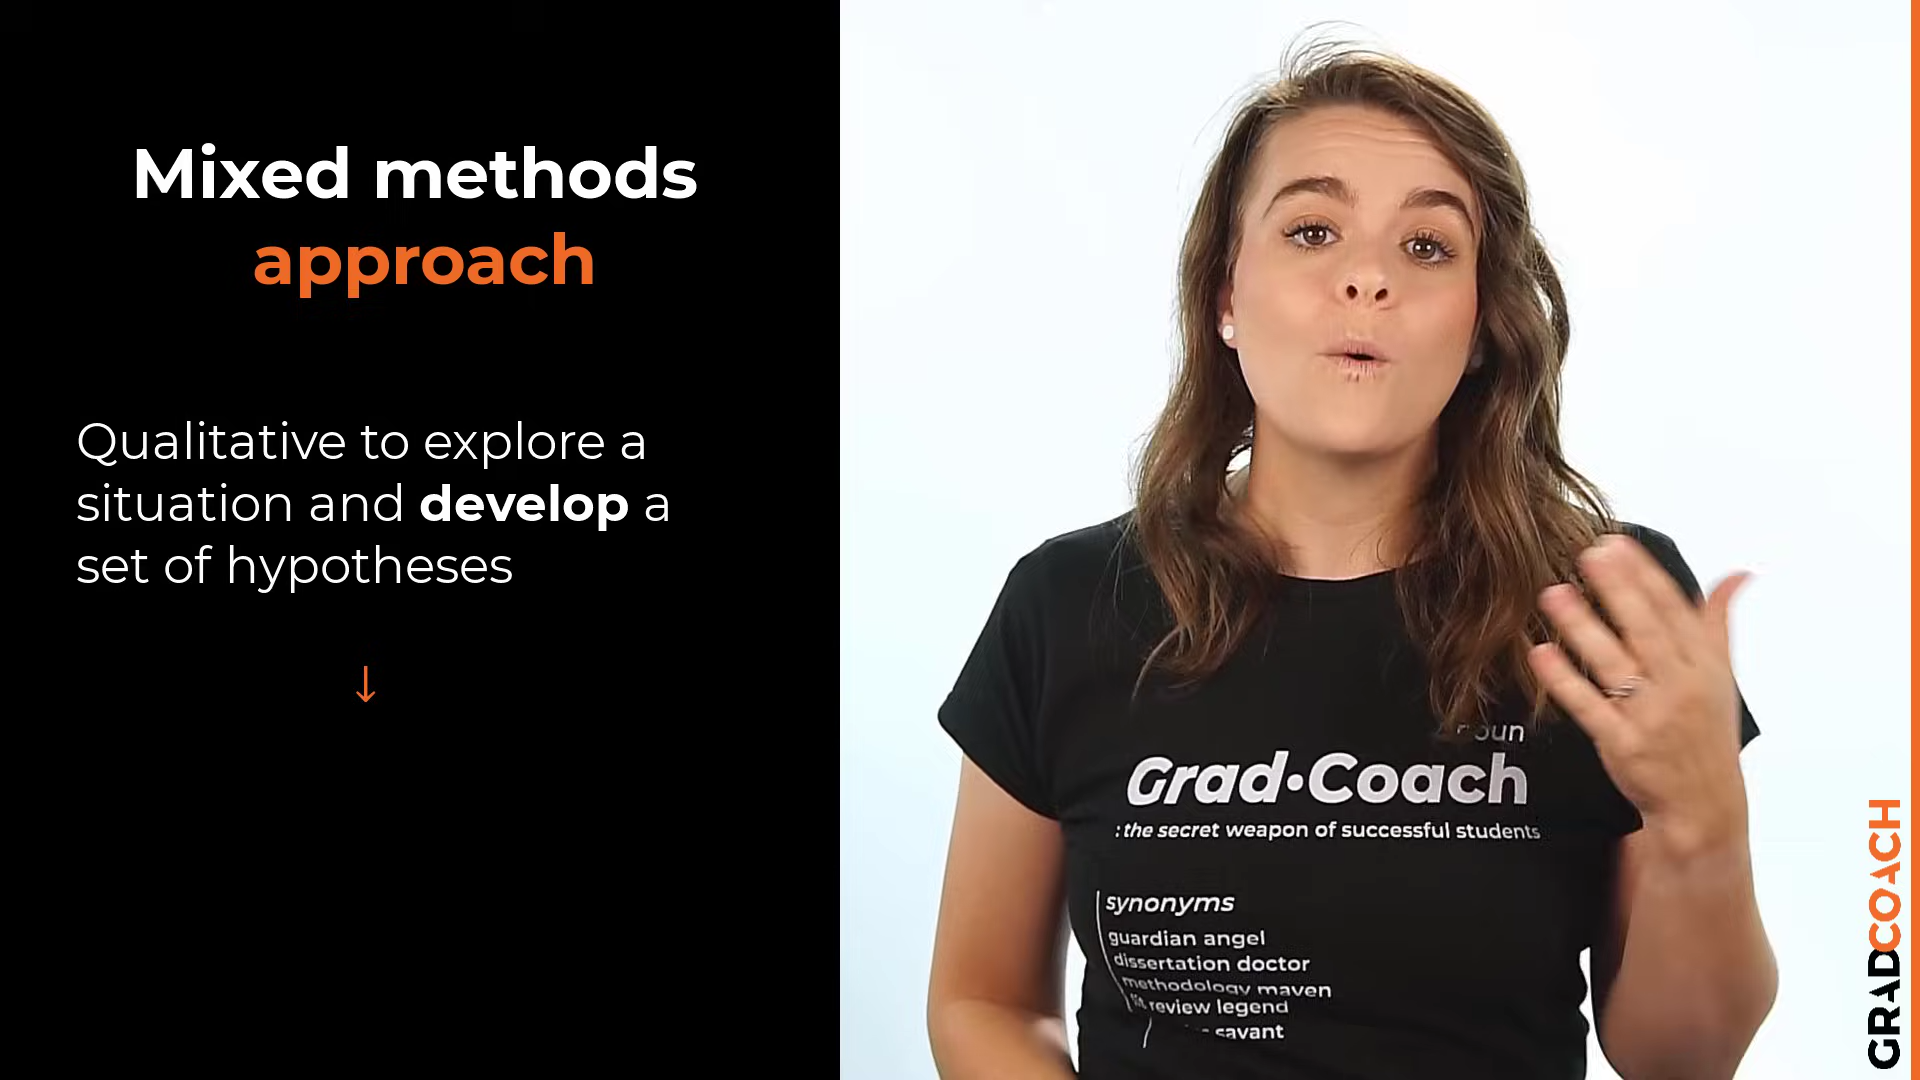 Mixed methods
approach
Qualitative to explore a
situation and develop a
set of hypotheses
↓
Grad•Coach
: the secret weapon of successful students
synonyms
guardian angel
dissertation doctor
methodology maven
review legend
savant
GRADCOACH